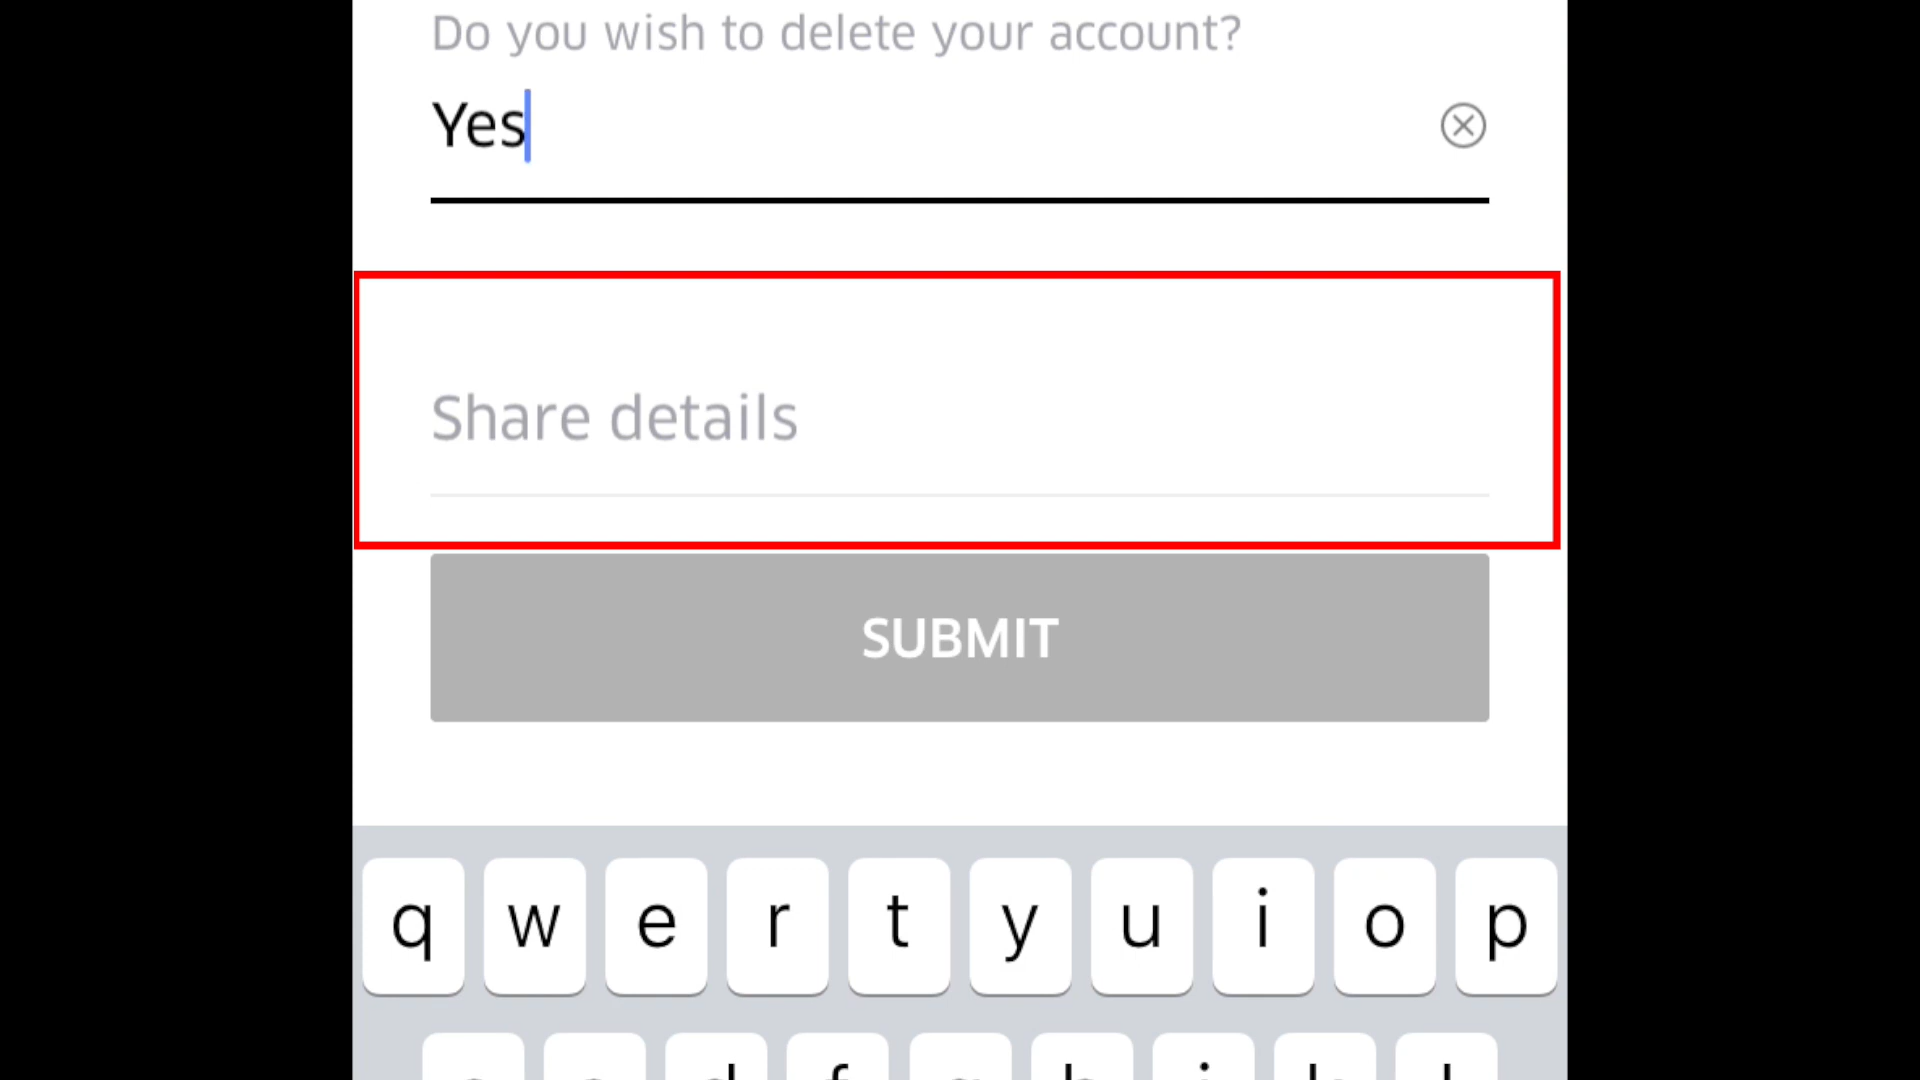 Do you wish to delete your account?
Yes
Share details
SUBMIT
q w e r t y u i o p